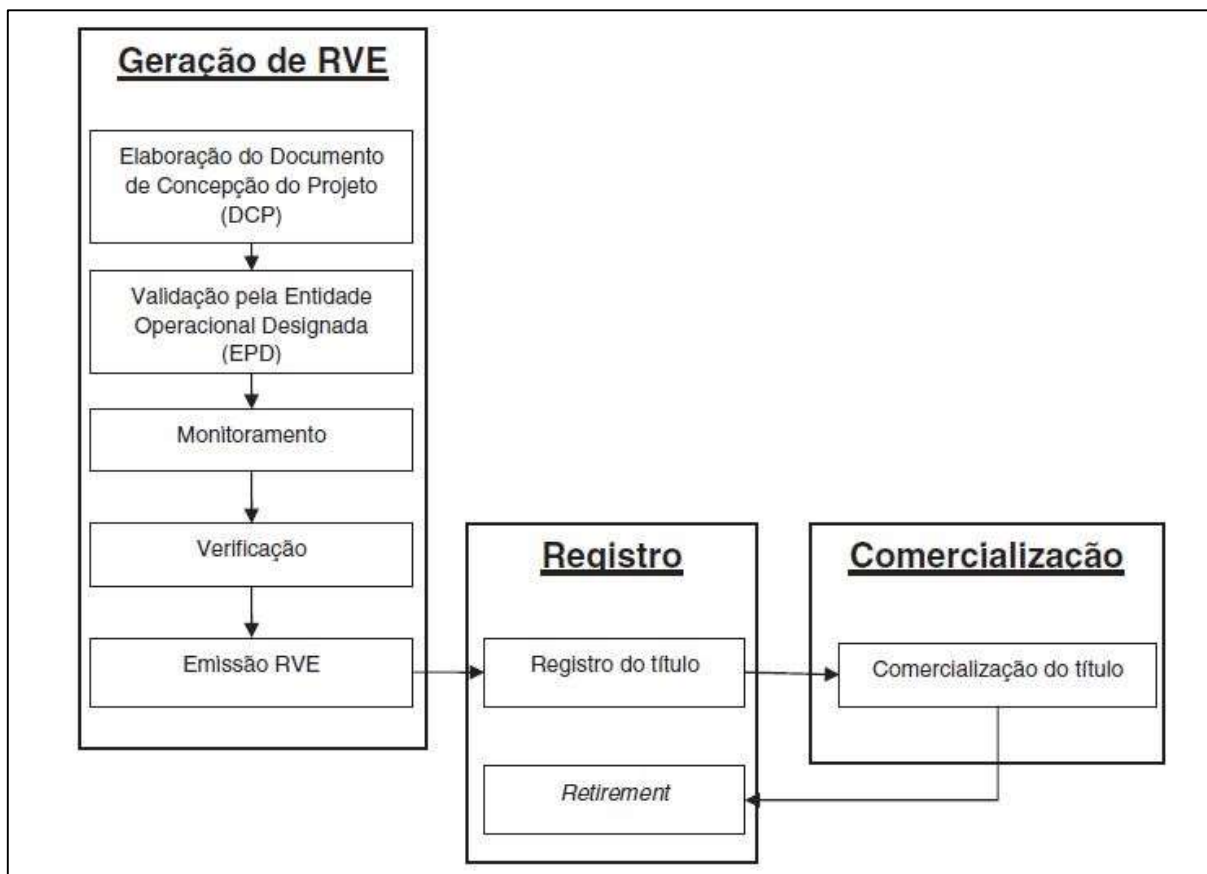 Geração de RVE
Elaboração do Documento
de Concepção do Projeto
(DCP)
Validação pela Entidade
Operacional Designada
(EPD)
Monitoramento
Verificação
Emissão RVE
Registro
Registro do título
Retirement
Comercialização
Comercialização do título